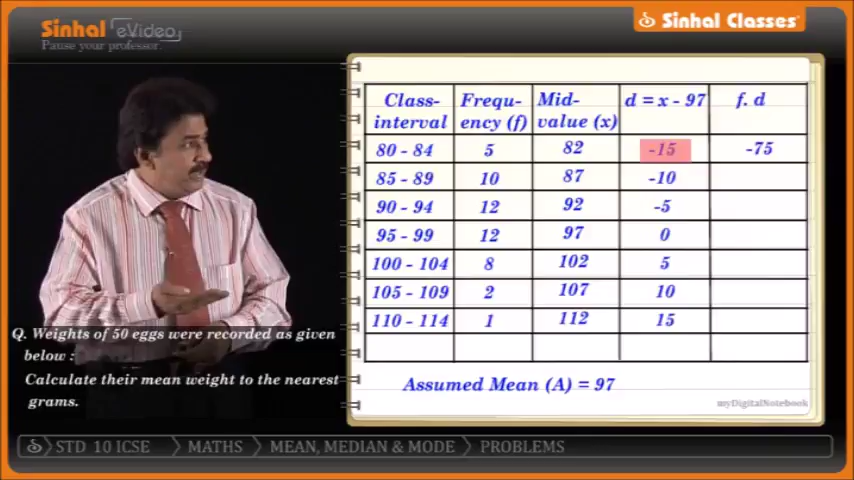 Sinhal eVideo
Pause your professor.
Sinhal Classes
Class-interval Frequ-ency (f) Mid-value (x) d = x - 97 f. d
80 - 84 5 82 -15 -75
85 - 89 10 87 -10
90 - 94 12 92 -5
95 - 99 12 97 0
100 - 104 8 102 5
105 - 109 2 107 10
110 - 114 1 112 15
Assumed Mean (A) = 97
myDigitalNotebook
Q. Weights of 50 eggs were recorded as given
below :
Calculate their mean weight to the nearest
grams.
STD 10 ICSE MATHS MEAN, MEDIAN & MODE PROBLEMS